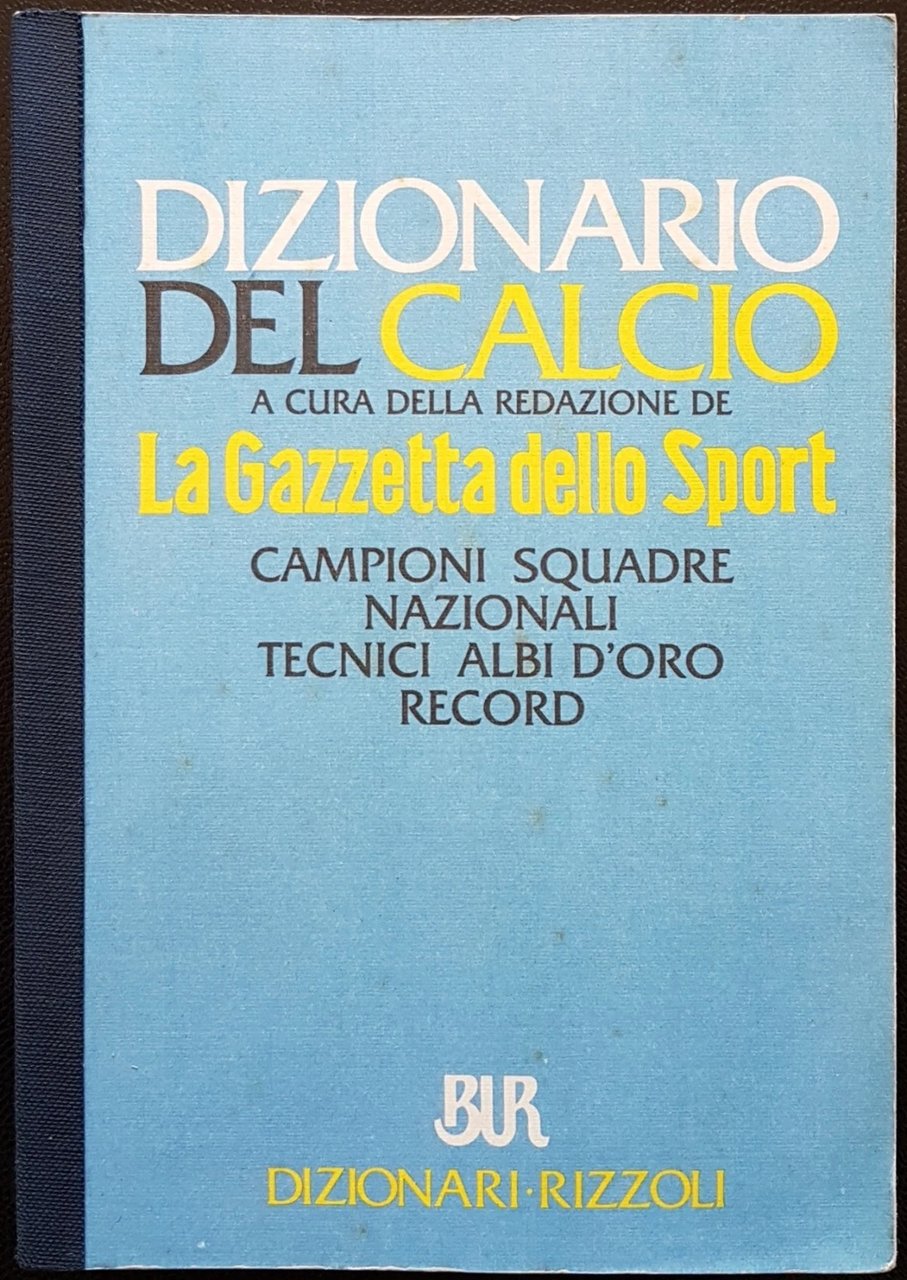 DIZIONARIO
DEL CALCIO
A CURA DELLA REDAZIONE DE
La Gazzetta dello Sport
CAMPIONI SQUADRE
NAZIONALI
TECNICI ALBI D'ORO
RECORD
BUR
DIZIONARI·RIZZOLI